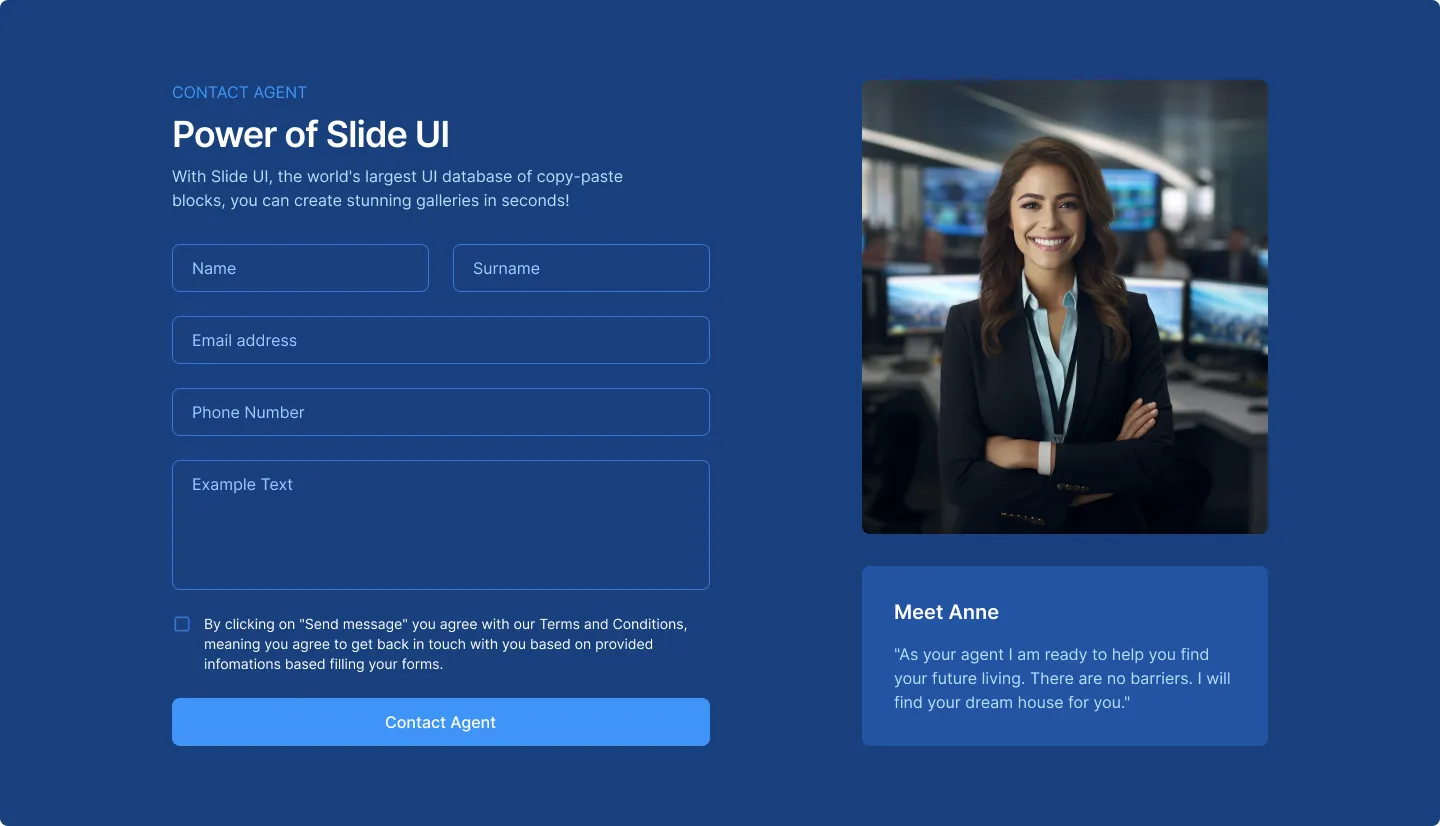 CONTACT AGENT
Power of Slide UI
With Slide UI, the world's largest UI database of copy-paste
blocks, you can create stunning galleries in seconds!
Name
Surname
Email address
Phone Number
Example Text
By clicking on "Send message" you agree with our Terms and Conditions,
meaning you agree to get back in touch with you based on provided
infomations based filling your forms.
Contact Agent
Meet Anne
"As your agent I am ready to help you find
your future living. There are no barriers. I will
find your dream house for you."